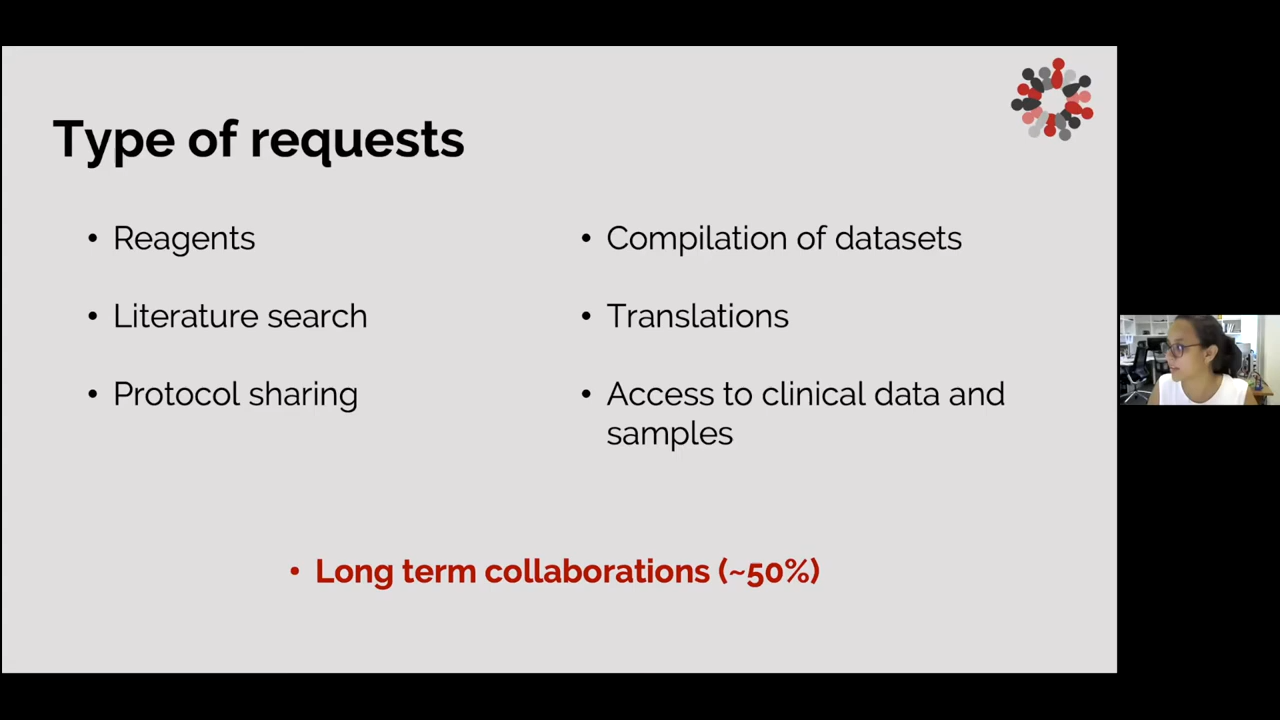 Type of requests
• Reagents
• Literature search
• Protocol sharing
• Compilation of datasets
• Translations
• Access to clinical data and
samples
• Long term collaborations (~50%)